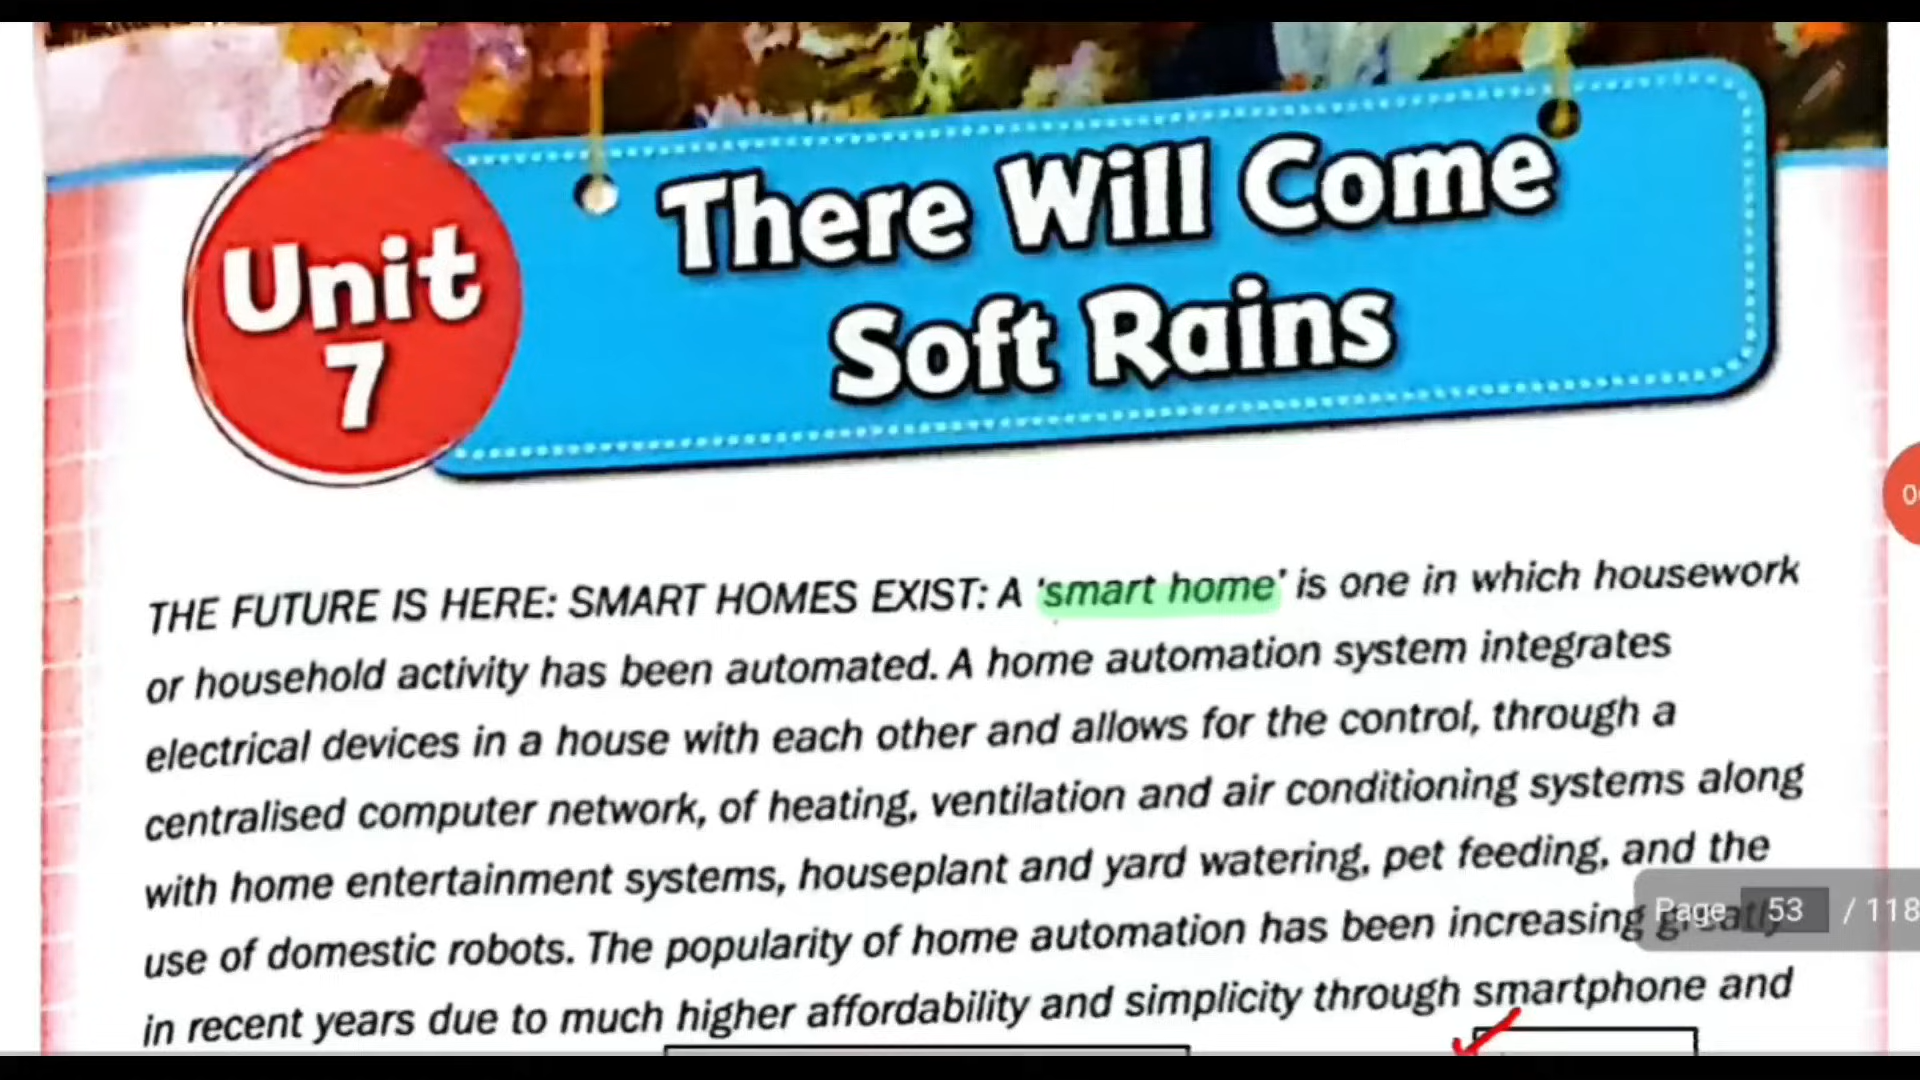 Unit
7
There Will Come
Soft Rains
THE FUTURE IS HERE: SMART HOMES EXIST: A 'smart home' is one in which housework
or household activity has been automated. A home automation system integrates
electrical devices in a house with each other and allows for the control, through a
centralised computer network, of heating, ventilation and air conditioning systems along
with home entertainment systems, houseplant and yard watering, pet feeding, and the
use of domestic robots. The popularity of home automation has been increasing greatly
in recent years due to much higher affordability and simplicity through smartphone and
Page 53 / 118